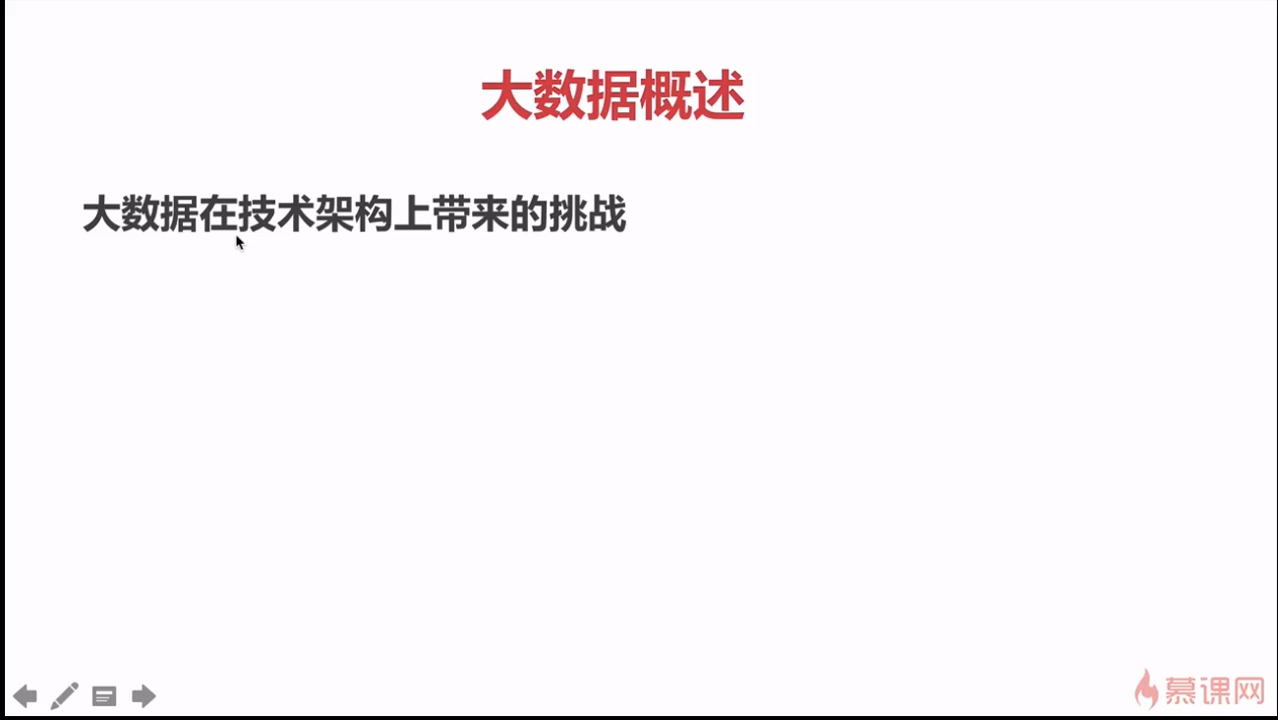 大数据概述
大数据在技术架构上带来的挑战
慕课网